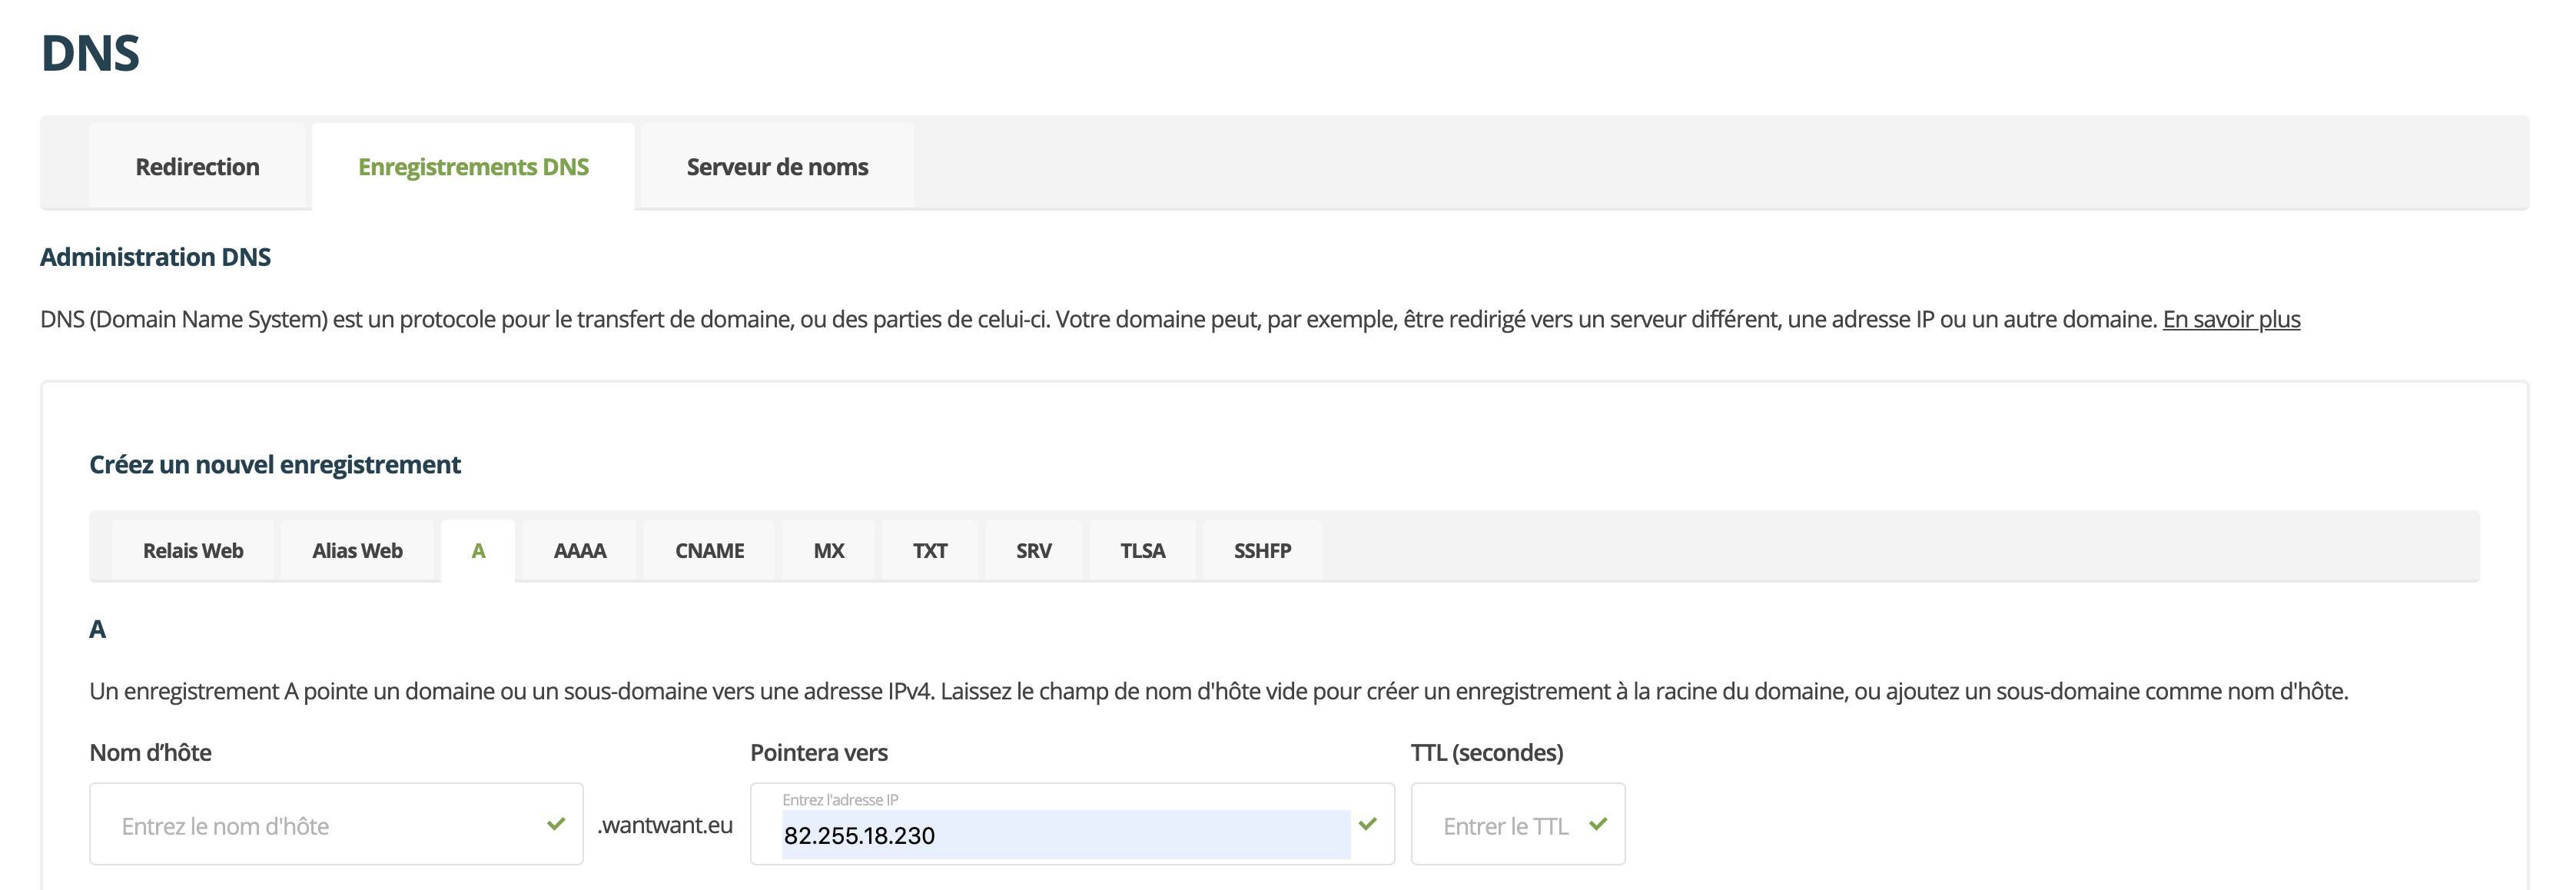 DNS
Redirection
Enregistrements DNS
Serveur de noms
Administration DNS
DNS (Domain Name System) est un protocole pour le transfert de domaine, ou des parties de celui-ci. Votre domaine peut, par exemple, être redirigé vers un serveur différent, une adresse IP ou un autre domaine. En savoir plus
Créez un nouvel enregistrement
Relais Web
Alias Web
A
AAAA
CNAME
MX
TXT
SRV
TLSA
SSHFP
A
Un enregistrement A pointe un domaine ou un sous-domaine vers une adresse IPv4. Laissez le champ de nom d'hôte vide pour créer un enregistrement à la racine du domaine, ou ajoutez un sous-domaine comme nom d'hôte.
Nom d’hôte
Entrez le nom d'hôte
.wantwant.eu
Pointera vers
Entrez l'adresse IP
82.255.18.230
TTL (secondes)
Entrer le TTL